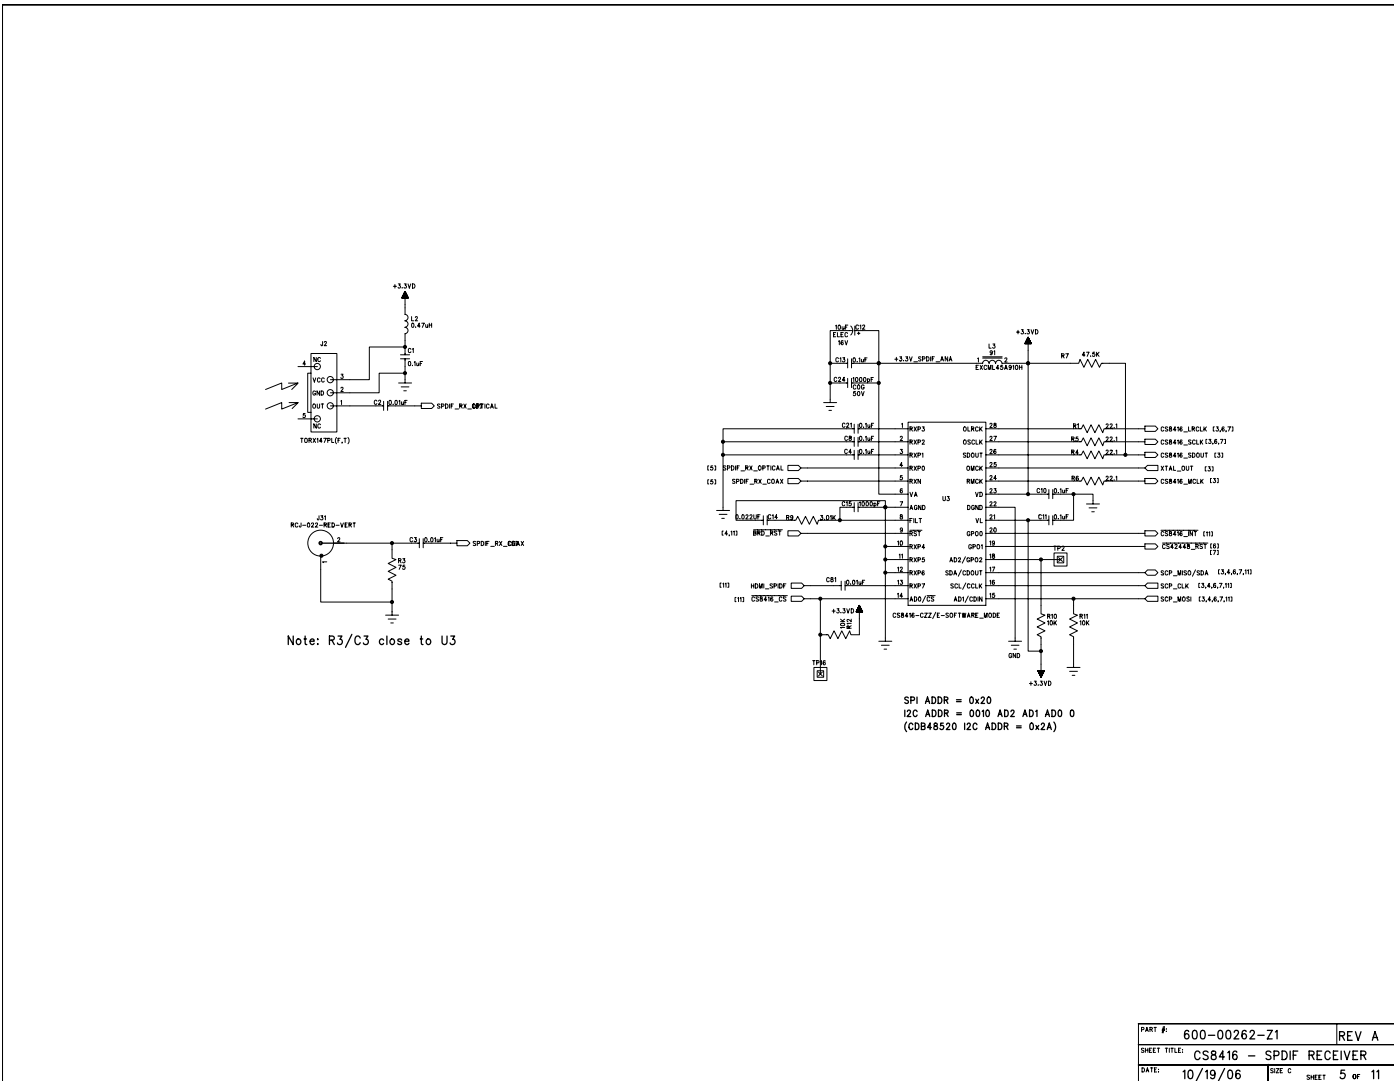 +3.3VD
L2
0.47uH
J2
C1
0.1uF
4
NC
VCC
3
GND
2
OUT
1
5
NC
C2
0.01uF
SPDIF_RX_OPTICAL
TORX147PL(F,T)
J31
RCJ-022-RED-VERT
2
1
C3
0.01uF
SPDIF_RX_COAX
R3
75
Note: R3/C3 close to U3
10uF
C12
ELEC
16V
+
C13
0.1uF
C24
1000pF
COG
50V
+3.3V_SPDIF_ANA
L3
91
1
2
EXCML45A910H
+3.3VD
R7
47.5K
C21
0.1uF
1
RXP3
OLRCK
28
R1
22.1
CS8416_LRCLK [3,6,7]
C8
0.1uF
2
RXP2
OSCLK
27
R5
22.1
CS8416_SCLK [3,6,7]
C4
0.1uF
3
RXP1
SDOUT
26
R4
22.1
CS8416_SDOUT [3]
[5] SPDIF_RX_OPTICAL
4
RXP0
OMCK
25
XTAL_OUT [3]
[5] SPDIF_RX_COAX
5
RXN
RMCK
24
R6
22.1
CS8416_MCLK [3]
6
VA
U3
VD
23
C10
0.1uF
C15
1000pF
7
AGND
DGND
22
0.022UF
C14
R9
3.01K
8
FILT
VL
21
C11
0.1uF
[4,11] BRD_RST
9
RST
GPO0
20
CS8416_INT [11]
10
RXP4
GPO1
19
CS42448_RST [6]
[7]
11
RXP5
AD2/GPO2
18
TP2
12
RXP6
SDA/CDOUT
17
SCP_MISO/SDA [3,4,6,7,11]
[11] HDMI_SPIDF
C81
0.01uF
13
RXP7
SCL/CCLK
16
SCP_CLK [3,4,6,7,11]
[11] CS8416_CS
14
AD0/CS
AD1/CDIN
15
SCP_MOSI [3,4,6,7,11]
CS8416-CZZ/E-SOFTWARE_MODE
+3.3VD
10K
R12
TP16
R10
10K
R11
10K
GND
+3.3VD
SPI ADDR = 0x20
I2C ADDR = 0010 AD2 AD1 AD0 0
(CDB48520 I2C ADDR = 0x2A)
PART #: 600-00262-Z1 REV A
SHEET TITLE: CS8416 - SPDIF RECEIVER
DATE: 10/19/06 SIZE C SHEET 5 OF 11